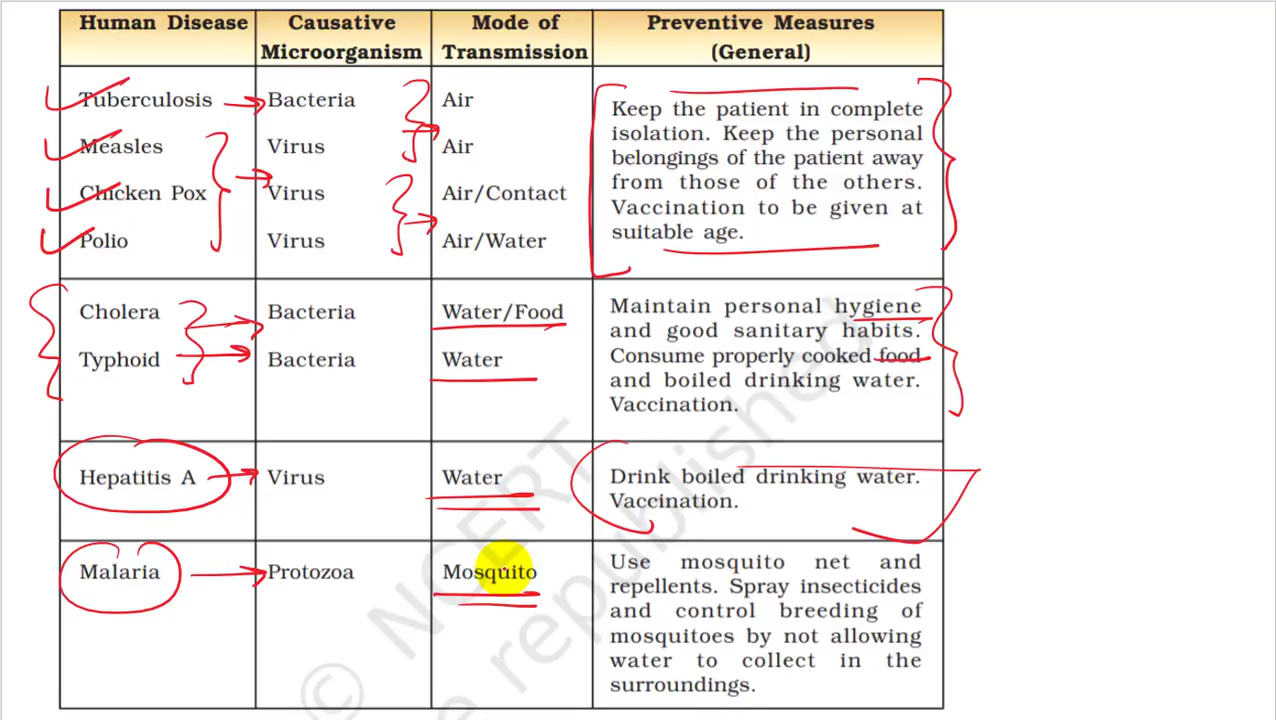 Human Disease Causative Microorganism Mode of Transmission Preventive Measures (General)
Tuberculosis Bacteria Air
Measles Virus Air
Chicken Pox Virus Air/Contact
Polio Virus Air/Water
Keep the patient in complete
isolation. Keep the personal
belongings of the patient away
from those of the others.
Vaccination to be given at
suitable age.
Cholera Bacteria Water/Food
Typhoid Bacteria Water
Maintain personal hygiene
and good sanitary habits.
Consume properly cooked food
and boiled drinking water.
Vaccination.
Hepatitis A Virus Water
Drink boiled drinking water.
Vaccination.
Malaria Protozoa Mosquito
Use mosquito net and
repellents. Spray insecticides
and control breeding of
mosquitoes by not allowing
water to collect in the
surroundings.
© NCERT
republished